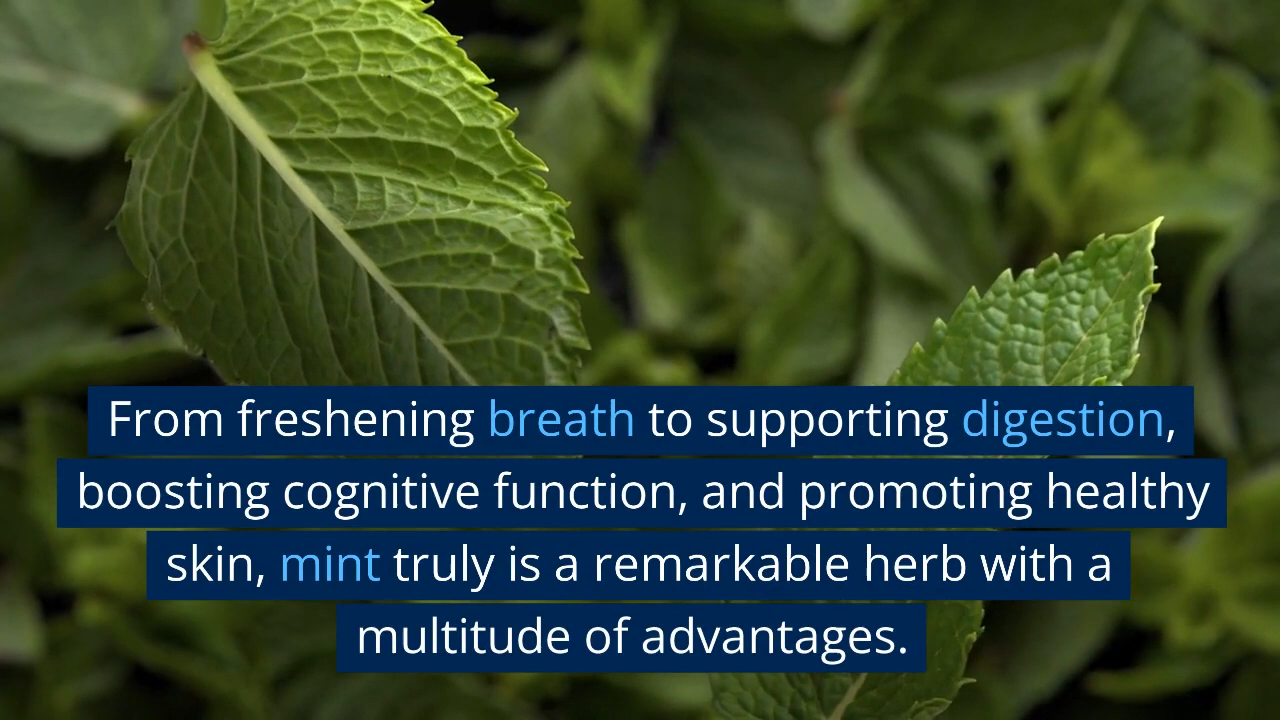 From freshening breath to supporting digestion,
boosting cognitive function, and promoting healthy
skin, mint truly is a remarkable herb with a
multitude of advantages.